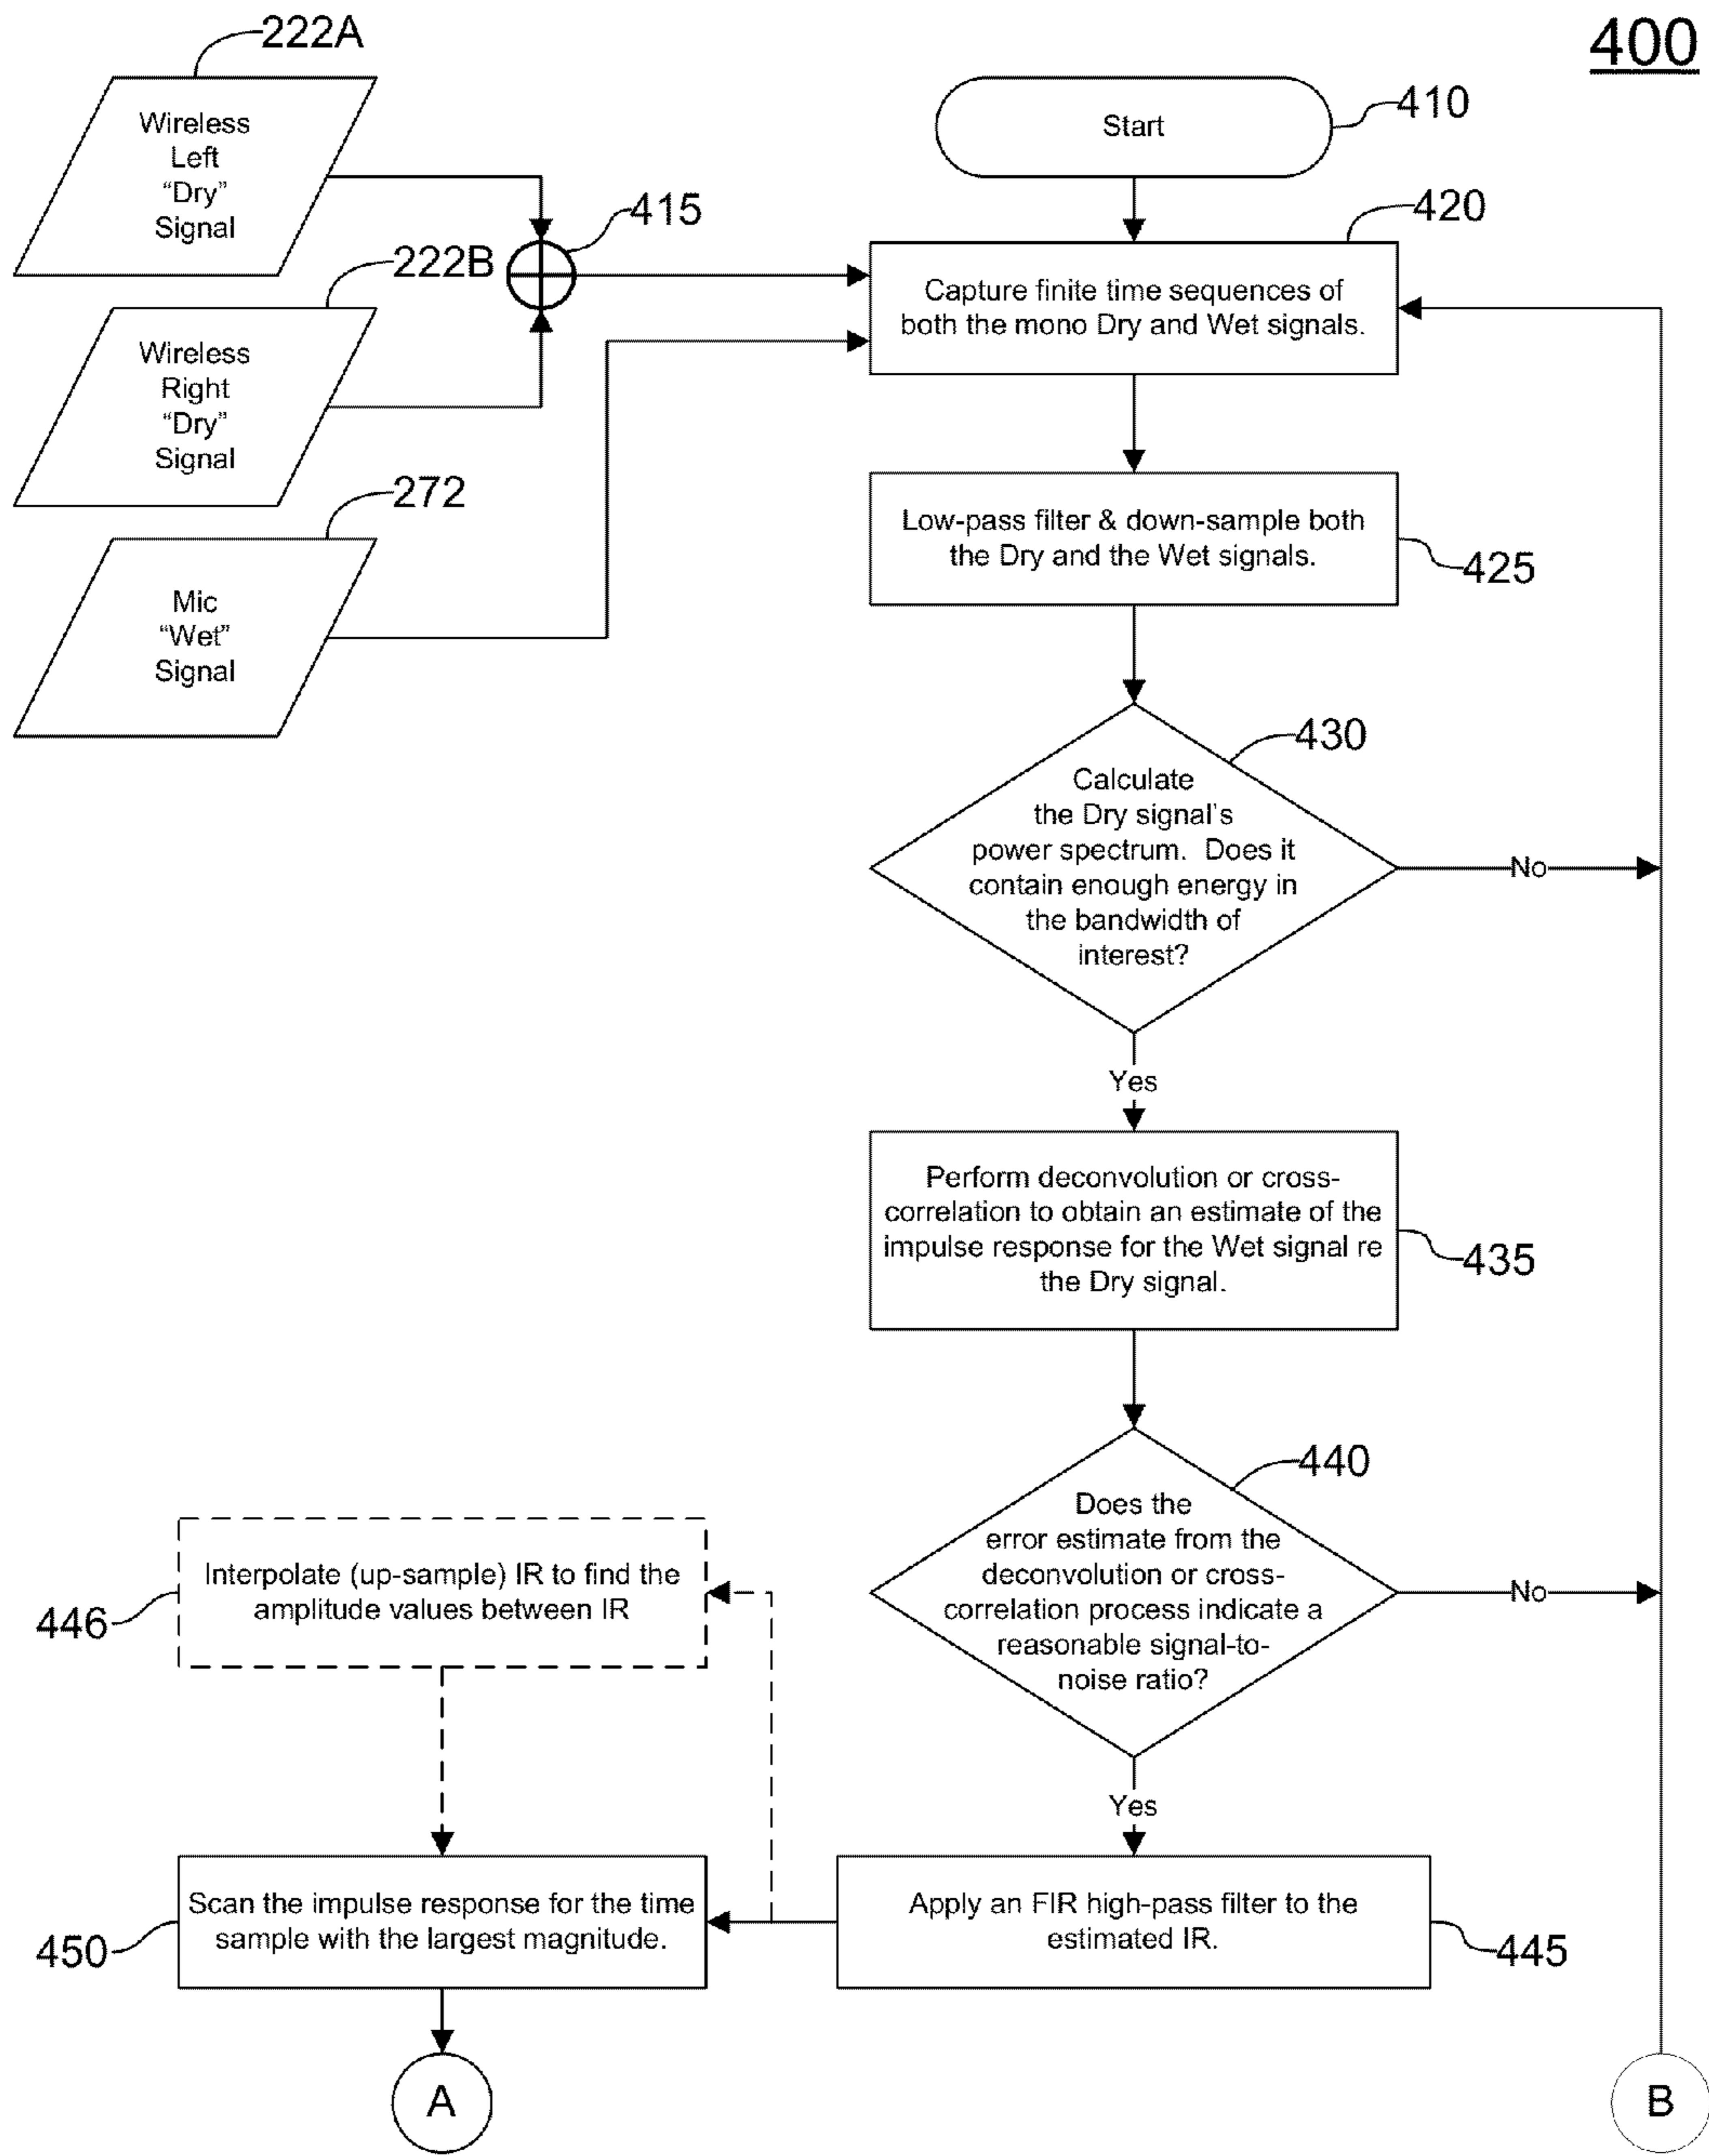 400
222A
Wireless
Left
“Dry”
Signal
Start
410
415
420
222B
Wireless
Right
“Dry”
Signal
Capture finite time sequences of
both the mono Dry and Wet signals.
272
Mic
“Wet”
Signal
Low-pass filter & down-sample both
the Dry and the Wet signals.
425
430
Calculate
the Dry signal’s
power spectrum. Does it
contain enough energy in
the bandwidth of
interest?
No
Yes
Perform deconvolution or cross-
correlation to obtain an estimate of the
impulse response for the Wet signal re
the Dry signal.
435
440
Does the
error estimate from the
deconvolution or cross-
correlation process indicate a
reasonable signal-to-
noise ratio?
No
Yes
Interpolate (up-sample) IR to find the
amplitude values between IR
446
Scan the impulse response for the time
sample with the largest magnitude.
450
Apply an FIR high-pass filter to the
estimated IR.
445
A
B